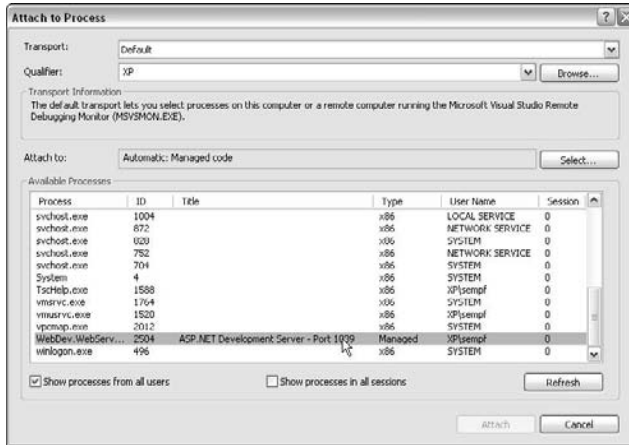 Attach to Process
Transport: Default
Qualifier: XP Browse...
Transport Information
The default transport lets you select processes on this computer or a remote computer running the Microsoft Visual Studio Remote
Debugging Monitor (MSVSMON.EXE).
Attach to: Automatic: Managed code Select...
Available Processes
Process ID Title Type User Name Session
svchost.exe 1004 x86 LOCAL SERVICE 0
svchost.exe 872 x86 NETWORK SERVICE 0
svchost.exe 820 x86 SYSTEM 0
svchost.exe 752 x86 NETWORK SERVICE 0
svchost.exe 704 x86 SYSTEM 0
System 4 x86 SYSTEM 0
TscHelp.exe 1588 x86 XP\sempf 0
vmsrvc.exe 1764 x86 SYSTEM 0
vmusrvc.exe 1520 x86 XP\sempf 0
vpcmap.exe 2012 x86 SYSTEM 0
WebDev.WebServ... 2504 ASP.NET Development Server - Port Managed XP\sempf 0
winlogon.exe 496 x86 SYSTEM 0
Show processes from all users Show processes in all sessions Refresh
Attach Cancel